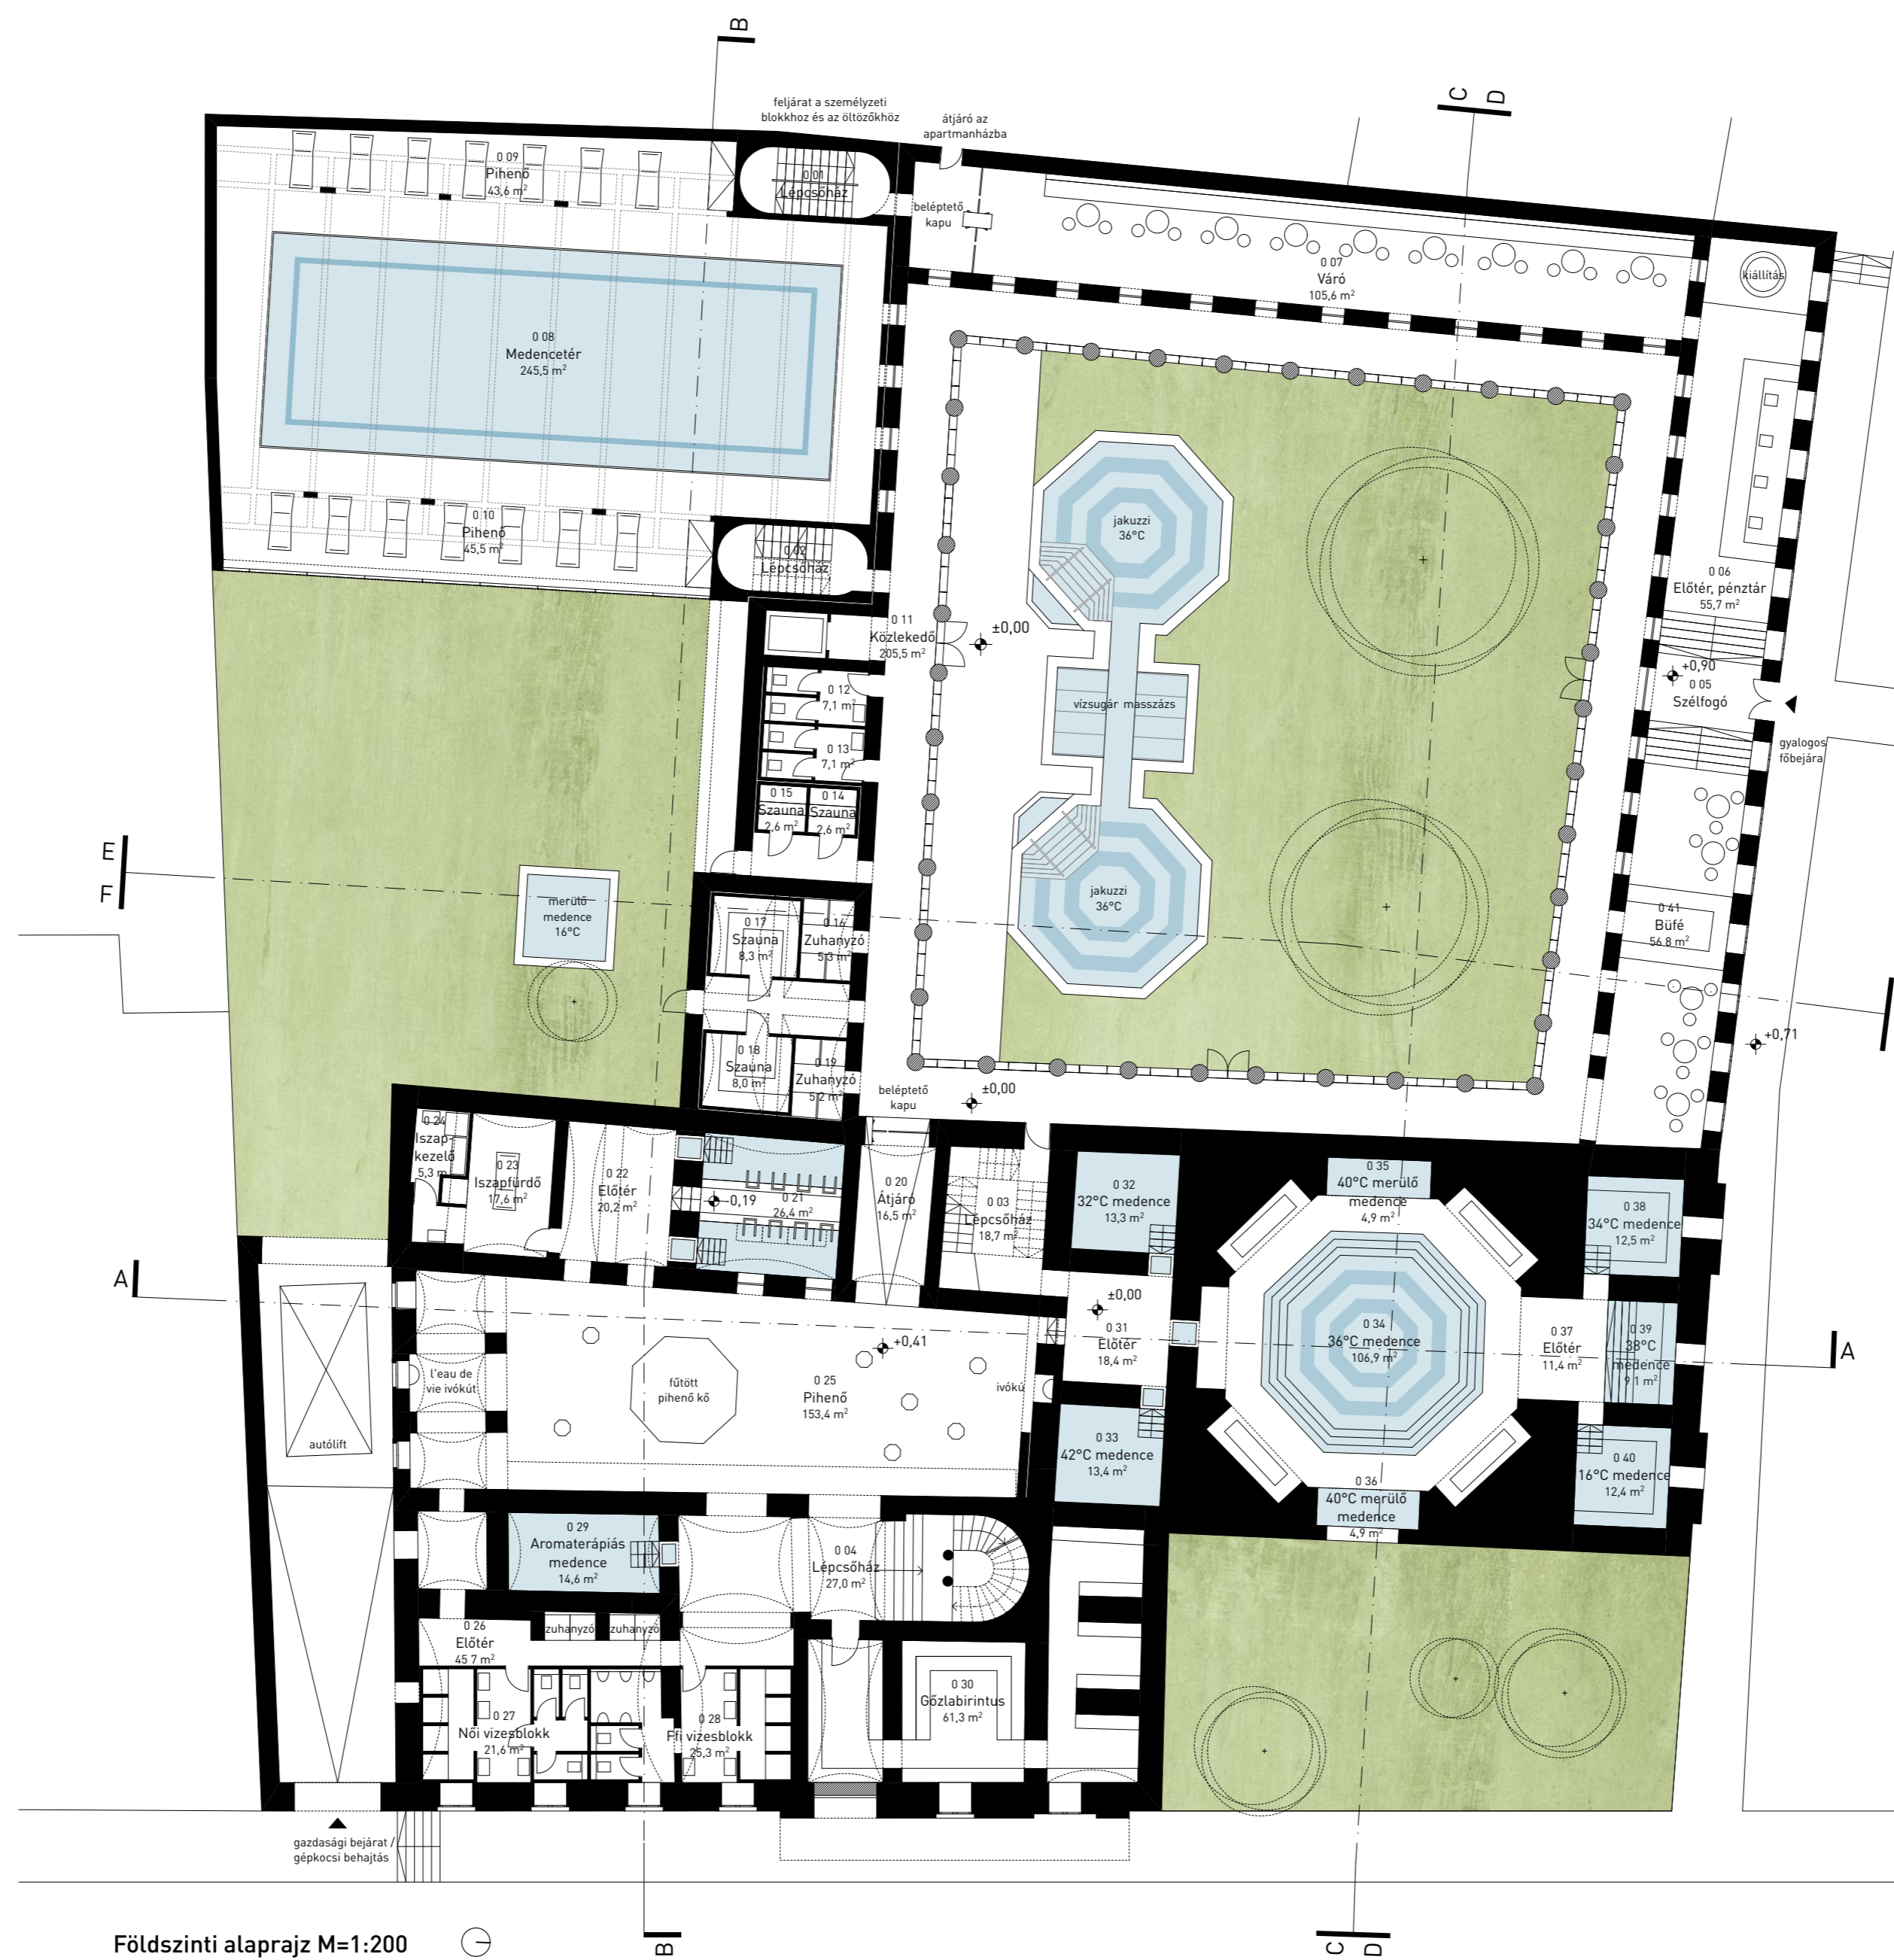 B
C
D
feljárat a személyzeti
blokkhoz és az öltözőkhöz
átjáró az
apartmanházba
0 09
Pihenő
43,6 m²
0 01
Lépcsőház
beléptető
kapu
0 07
Váró
105,6 m²
kiállítás
0 08
Medencetér
245,5 m²
0 10
Pihenő
45,5 m²
0 02
Lépcsőház
jakuzzi
36°C
0 06
Előtér, pénztár
55,7 m²
0 11
Közlekedő
205,5 m²
±0,00
+0,90
0 05
Szélfogó
gyalogos
főbejára
0 12
7,1 m²
vízsugár masszázs
0 13
7,1 m²
0 15
Szauna
2,6 m²
0 14
Szauna
2,6 m²
E
F
merülő
medence
16°C
jakuzzi
36°C
0 41
Büfé
56 8 m²
0 17
Szauna
8,3 m²
0 16
Zuhanyzó
5,3 m²
+0,71
0 18
Szauna
8,0 m²
0 19
Zuhanyzó
5,2 m²
beléptető
kapu
±0,00
0 24
Iszap-
kezelő
5,3 m
0 23
Iszapfürdő
17,6 m²
0 22
Előtér
20,2 m²
-0,19
0 21
26,4 m²
0 20
Átjáró
16,5 m²
0 03
Lépcsőház
18,7 m²
0 32
32°C medence
13,3 m²
0 35
40°C merülő
medence
4,9 m²
0 38
34°C medence
12,5 m²
A
±0,00
0 31
Előtér
18,4 m²
0 34
36°C medence
106,9 m²
0 37
Előtér
11,4 m²
0 39
38°C
medence
9 1 m²
A
+0,41
l'eau de
vie ivókút
fűtött
pihenő kő
0 25
Pihenő
153,4 m²
ivókú
autólift
0 33
42°C medence
13,4 m²
0 36
40°C merülő
medence
4,9 m²
0 40
16°C medence
12,4 m²
0 29
Aromaterápiás
medence
14,6 m²
0 04
Lépcsőház
27,0 m²
0 26
Előtér
45 7 m²
zuhanyzó
zuhanyzó
0 27
Női vizesblokk
21,6 m²
0 28
Ffi vizesblokk
25,3 m²
0 30
Gőzlabirintus
61,3 m²
gazdasági bejárat /
gépkocsi behajtás
B
C
D
Földszinti alaprajz M=1:200